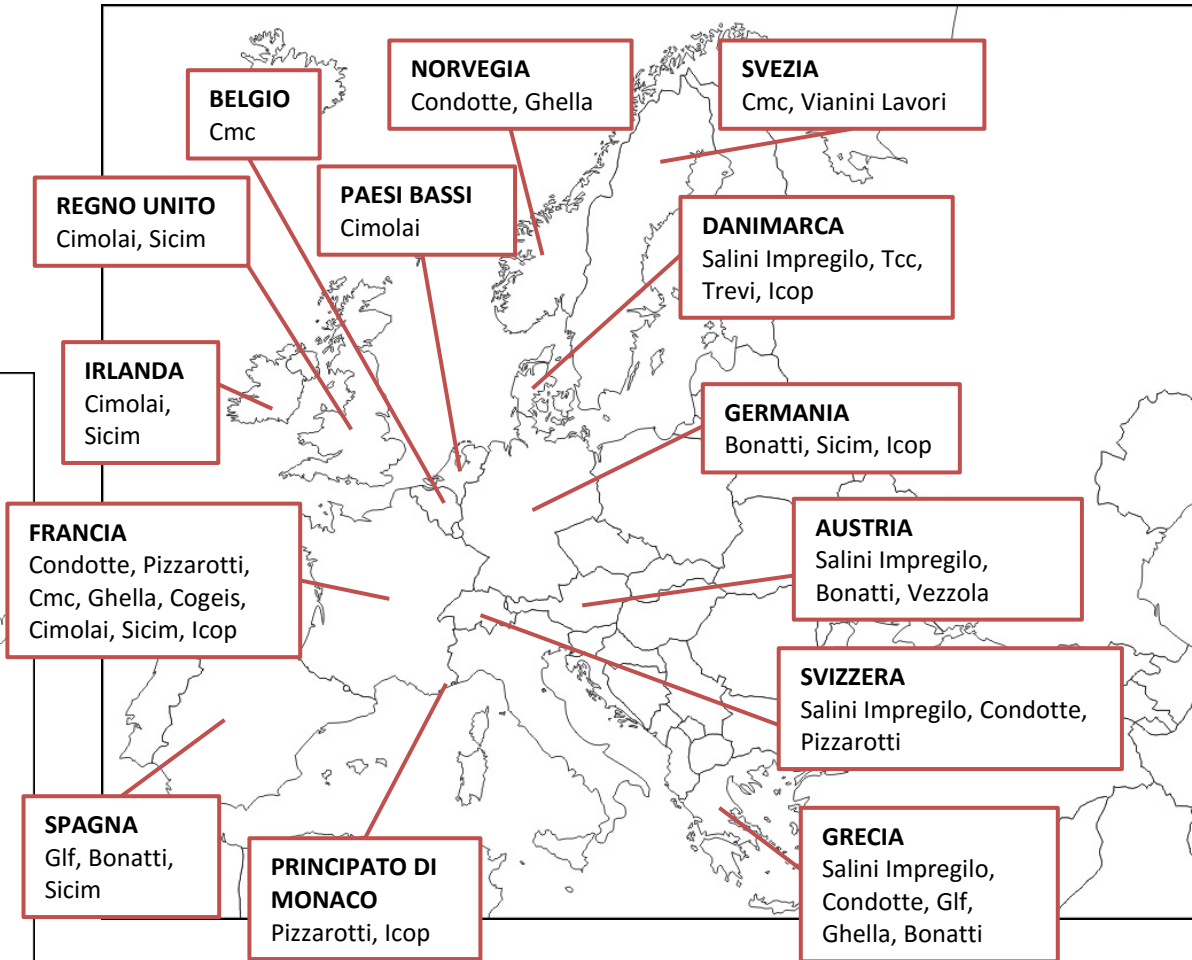 NORVEGIA
Condotte, Ghella
SVEZIA
Cmc, Vianini Lavori
BELGIO
Cmc
PAESI BASSI
Cimolai
REGNO UNITO
Cimolai, Sicim
DANIMARCA
Salini Impregilo, Tcc,
Trevi, Icop
IRLANDA
Cimolai,
Sicim
GERMANIA
Bonatti, Sicim, Icop
FRANCIA
Condotte, Pizzarotti,
Cmc, Ghella, Cogeis,
Cimolai, Sicim, Icop
AUSTRIA
Salini Impregilo,
Bonatti, Vezzola
SVIZZERA
Salini Impregilo, Condotte,
Pizzarotti
SPAGNA
Glf, Bonatti,
Sicim
PRINCIPATO DI
MONACO
Pizzarotti, Icop
GRECIA
Salini Impregilo,
Condotte, Glf,
Ghella, Bonatti